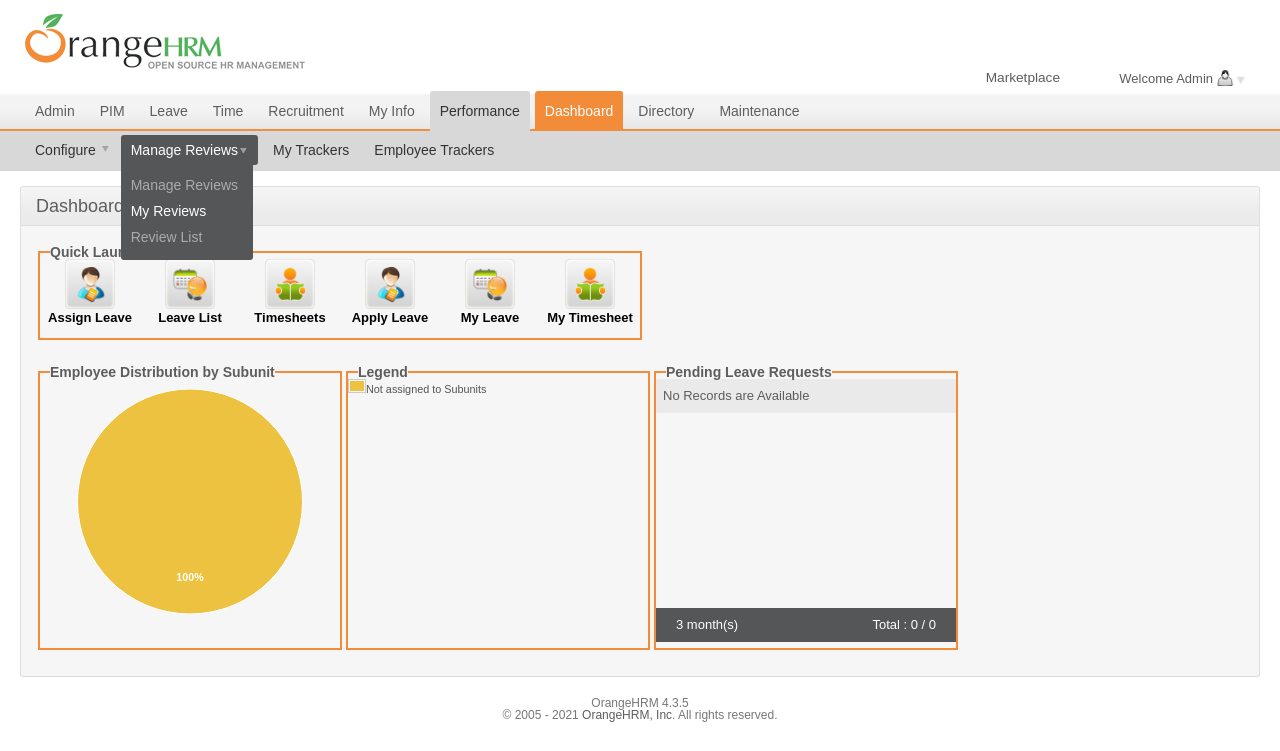 OrangeHRM
OPEN SOURCE HR MANAGEMENT
Marketplace Welcome Admin
Admin PIM Leave Time Recruitment My Info Performance Dashboard Directory Maintenance
Configure Manage Reviews My Trackers Employee Trackers
Manage Reviews
My Reviews
Review List
Dashboard
Quick Laun
Assign Leave Leave List Timesheets Apply Leave My Leave My Timesheet
Employee Distribution by Subunit Legend Pending Leave Requests
Not assigned to Subunits
No Records are Available
100%
3 month(s) Total : 0 / 0
OrangeHRM 4.3.5
© 2005 - 2021 OrangeHRM, Inc. All rights reserved.